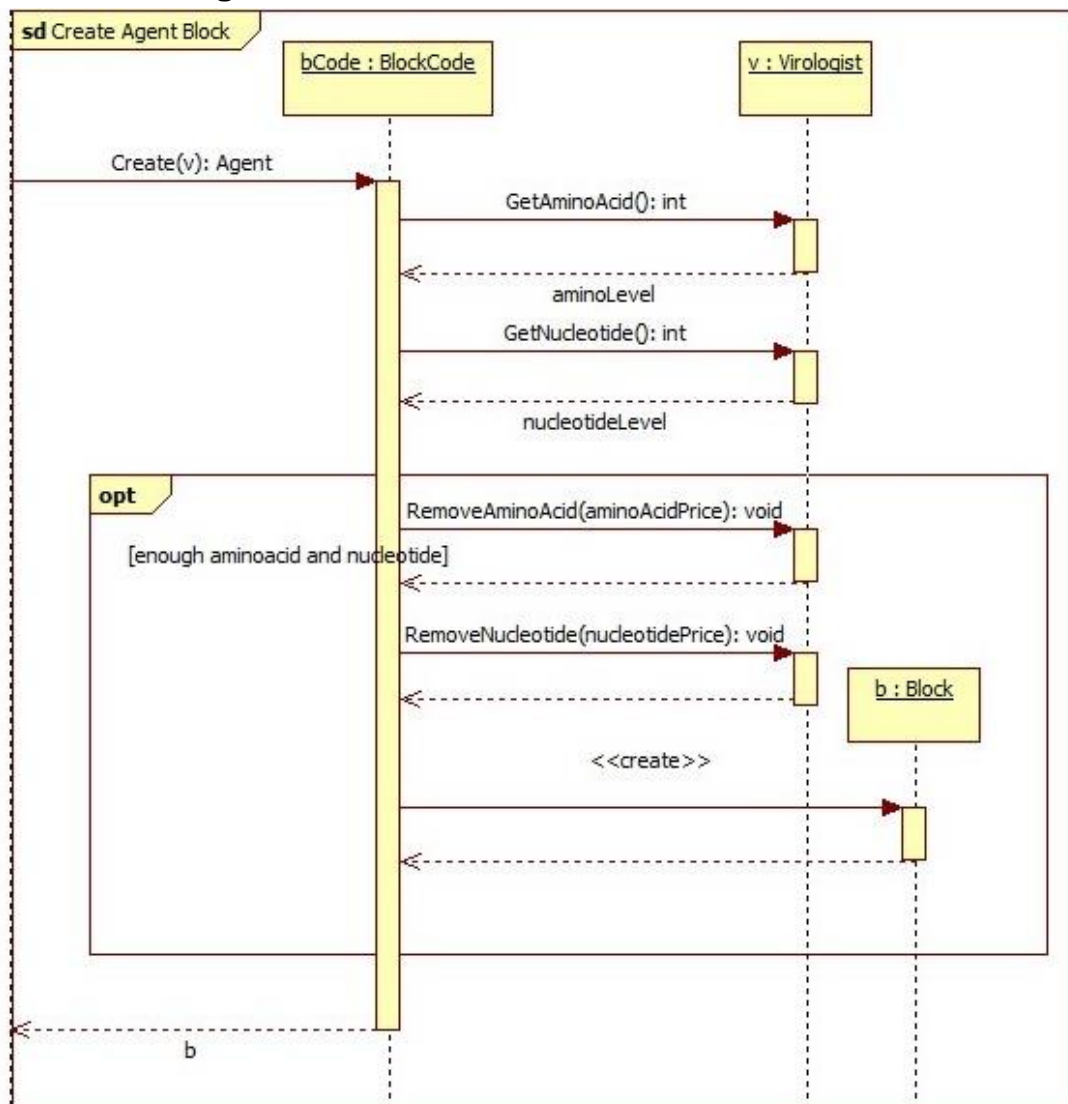 sd Create Agent Block
bCode : BlockCode
v : Virologist
Create(v): Agent
GetAminoAcid(): int
aminoLevel
GetNucleotide(): int
nucleotideLevel
opt
RemoveAminoAcid(aminoAcidPrice): void
[enough aminoacid and nucleotide]
RemoveNucleotide(nucleotidePrice): void
b : Block
<<create>>
b